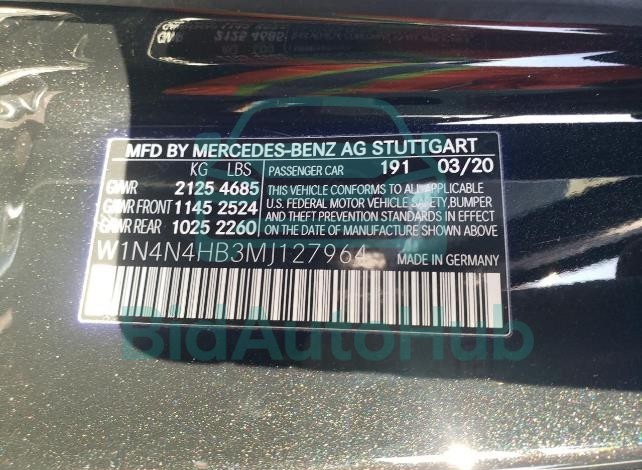 MFD BY MERCEDES-BENZ AG STUTTGART
KG LBS PASSENGER CAR 191 03/20
GVWR 2125 4685 THIS VEHICLE CONFORMS TO ALL APPLICABLE
U.S. FEDERAL MOTOR VEHICLE SAFETY, BUMPER
GAWR FRONT 1145 2524 AND THEFT PREVENTION STANDARDS IN EFFECT
GAWR REAR 1025 2260 ON THE DATE OF MANUFACTURE SHOWN ABOVE.
W1N4N4HB3MJ127964 MADE IN GERMANY
BidAutoHub